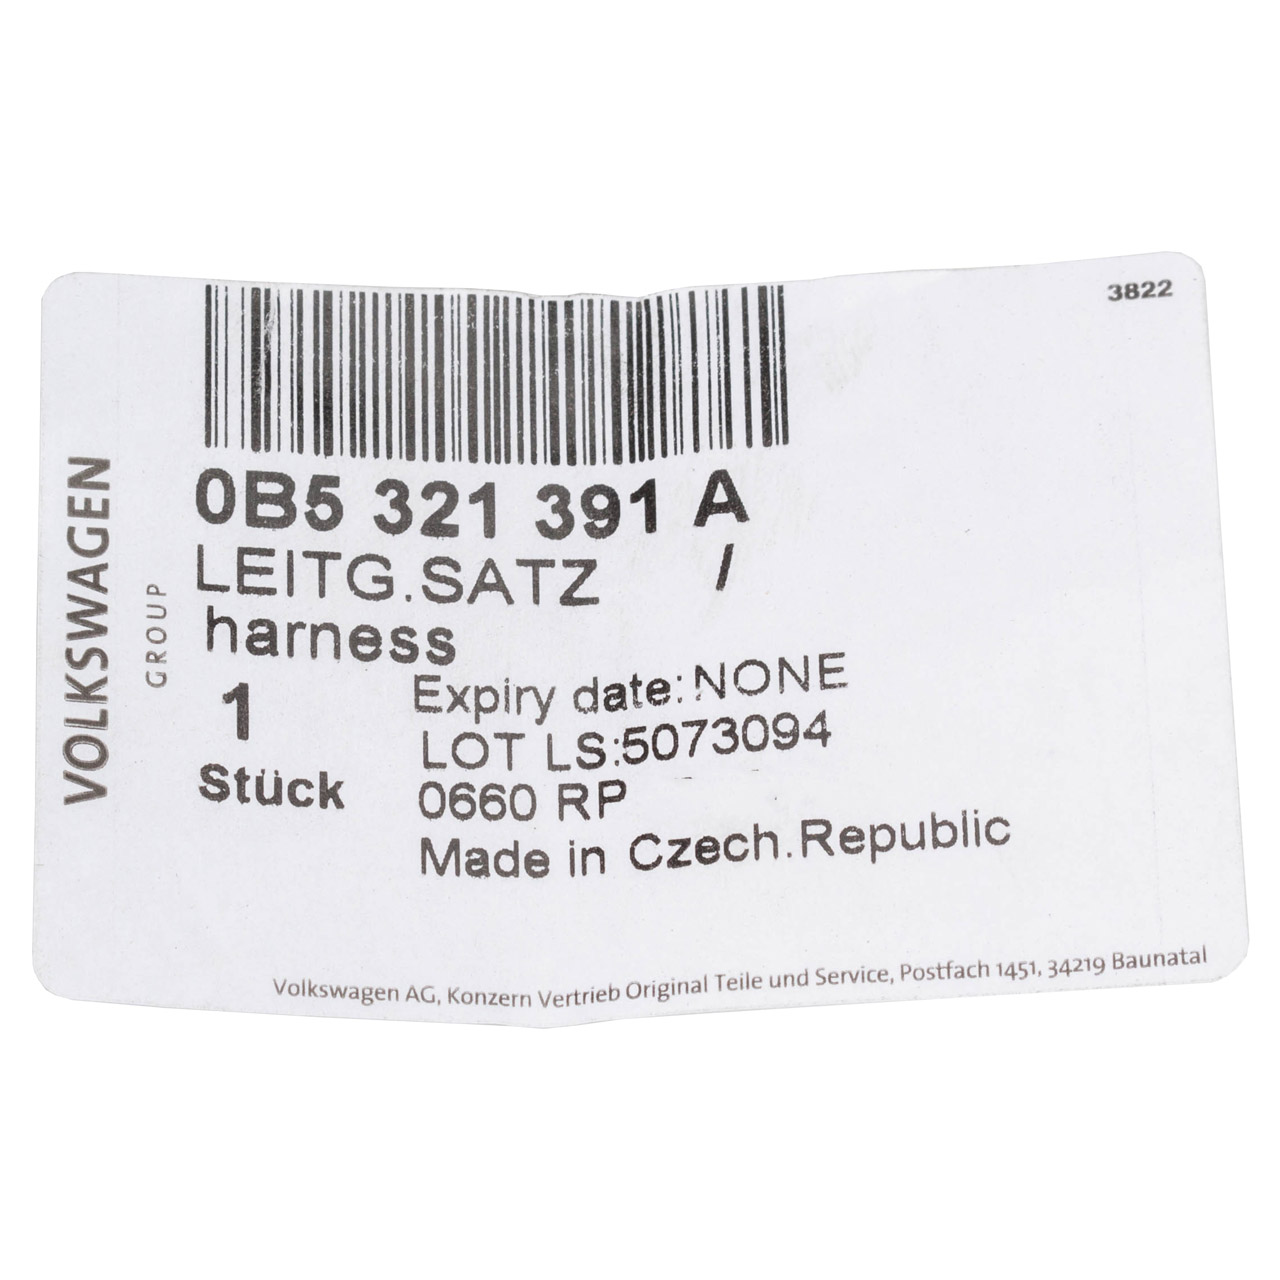 3822
VOLKSWAGEN
GROUP
0B5 321 391 A
LEITG.SATZ /
harness
1
Stück
Expiry date:NONE
LOT LS:5073094
0660 RP
Made in Czech.Republic
Volkswagen AG, Konzern Vertrieb Original Teile und Service, Postfach 1451, 34219 Baunatal